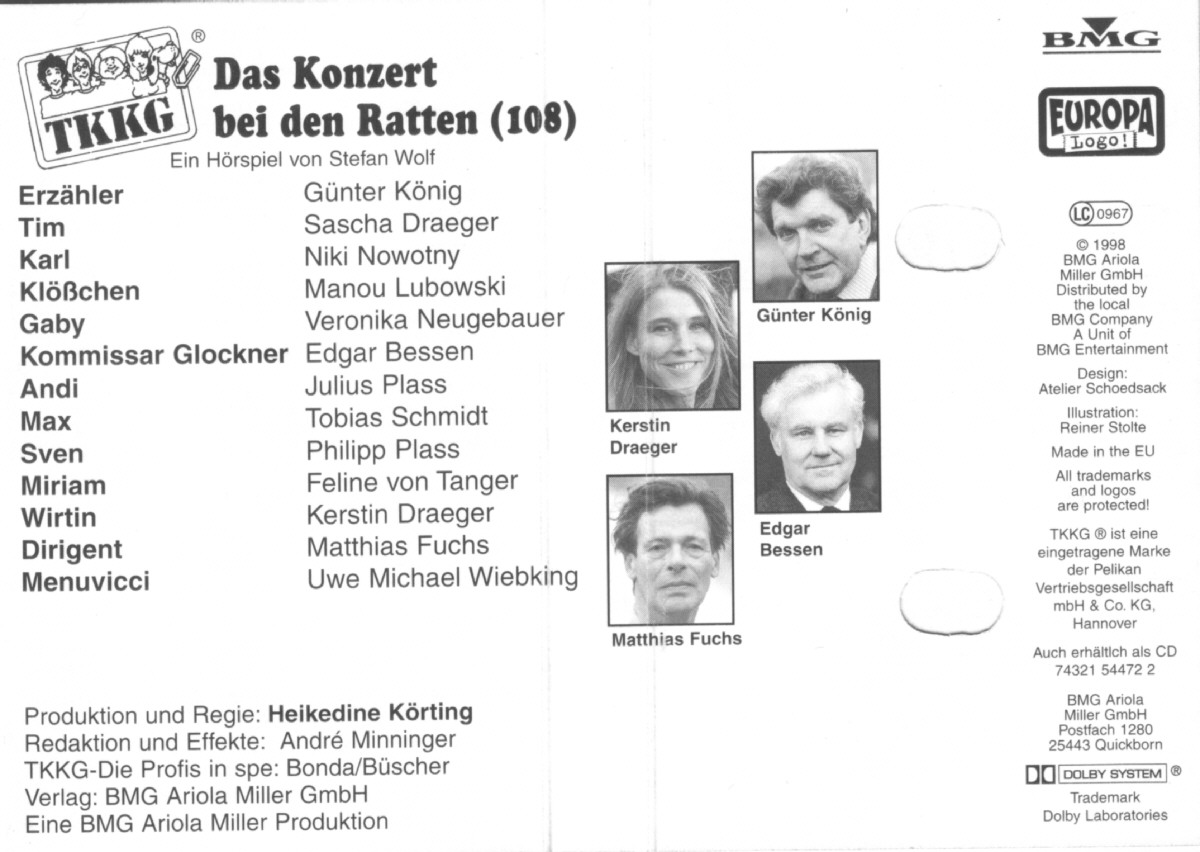 TKKG ®
Das Konzert
bei den Ratten (108)
Ein Hörspiel von Stefan Wolf
Erzähler Günter König
Tim Sascha Draeger
Karl Niki Nowotny
Klößchen Manou Lubowski
Gaby Veronika Neugebauer
Kommissar Glockner Edgar Bessen
Andi Julius Plass
Max Tobias Schmidt
Sven Philipp Plass
Miriam Feline von Tanger
Wirtin Kerstin Draeger
Dirigent Matthias Fuchs
Menuvicci Uwe Michael Wiebking
Produktion und Regie: Heikedine Körting
Redaktion und Effekte: André Minninger
TKKG-Die Profis in spe: Bonda/Büscher
Verlag: BMG Ariola Miller GmbH
Eine BMG Ariola Miller Produktion
Günter König
Kerstin
Draeger
Edgar
Bessen
Matthias Fuchs
BMG
EUROPA
Logo!
LC 0967
© 1998
BMG Ariola
Miller GmbH
Distributed by
the local
BMG Company
A Unit of
BMG Entertainment
Design:
Atelier Schoedsack
Illustration:
Reiner Stolte
Made in the EU
All trademarks
and logos
are protected!
TKKG ® ist eine
eingetragene Marke
der Pelikan
Vertriebsgesellschaft
mbH & Co. KG,
Hannover
Auch erhältlch als CD
74321 54472 2
BMG Ariola
Miller GmbH
Postfach 1280
25443 Quickborn
DOLBY SYSTEM ®
Trademark
Dolby Laboratories